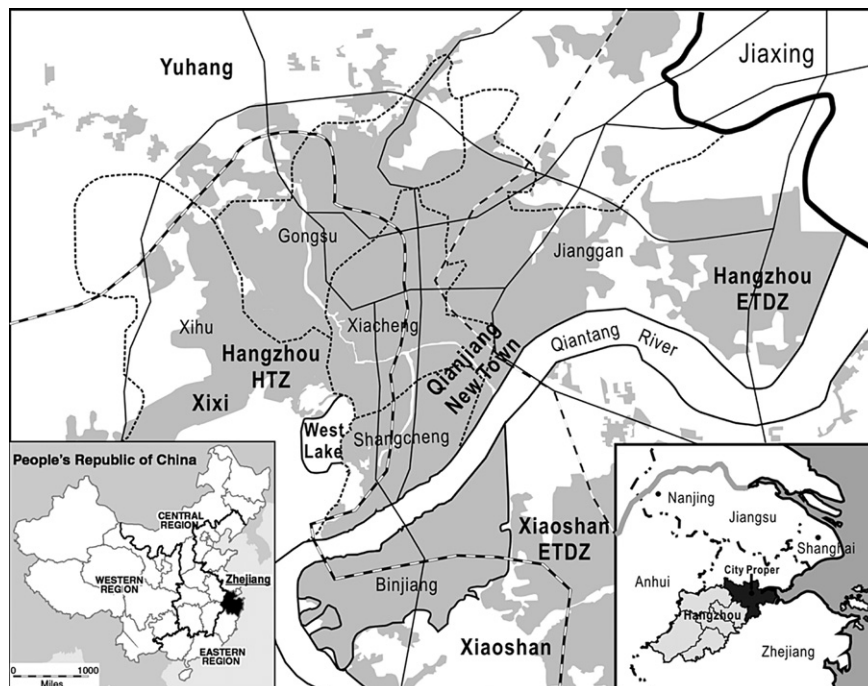 Yuhang
Jiaxing
Gongsu
Jianggan
Hangzhou
ETDZ
Xihu
Xiacheng
Hangzhou
HTZ
Qianjiang
New Town
Qiantang River
Xixi
West
Lake
Shangcheng
Xiaoshan
ETDZ
Binjiang
Xiaoshan
People's Republic of China
CENTRAL
REGION
WESTERN
REGION
Zhejiang
EASTERN
REGION
0 1000
Miles
Nanjing
Jiangsu
Shanghai
City Proper
Anhui
Hangzhou
Zhejiang